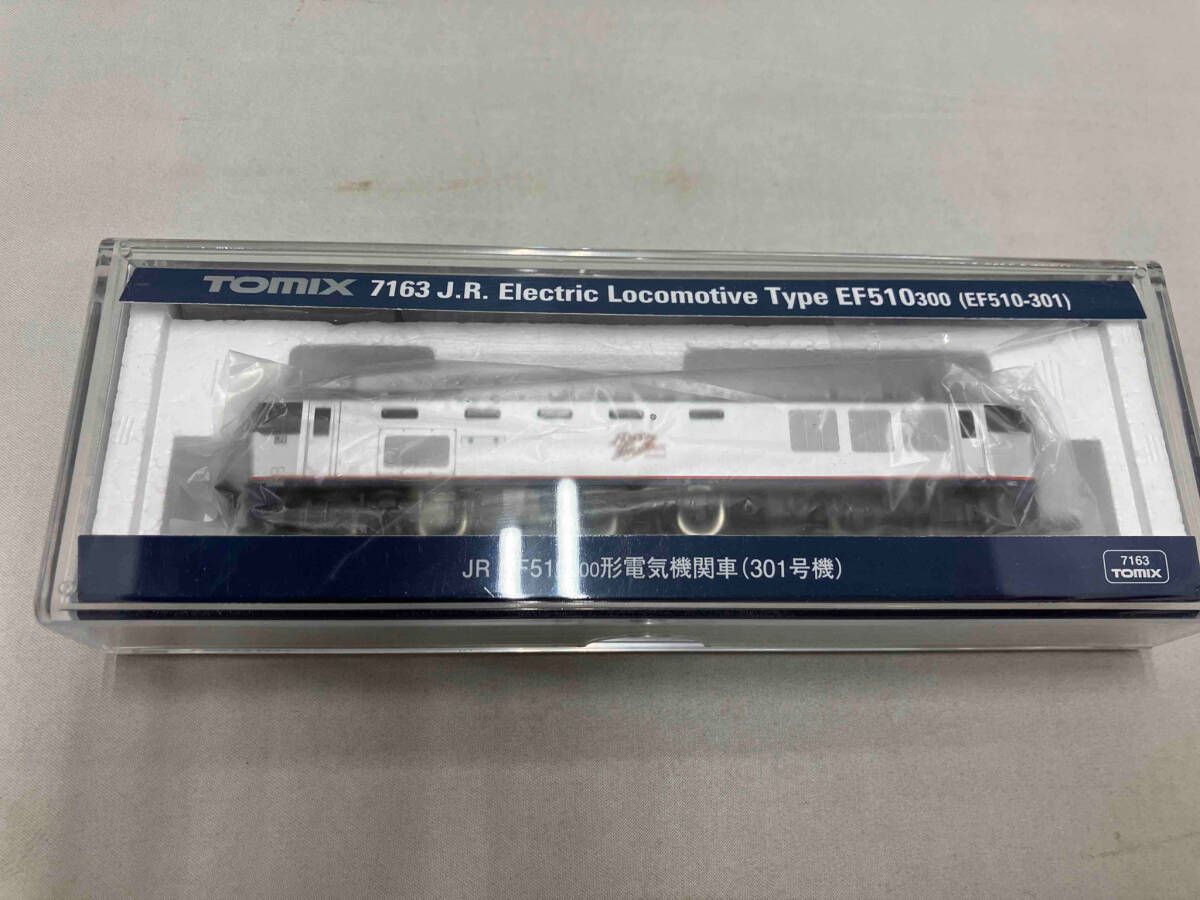 TOMIX 7163 J.R. Electric Locomotive Type EF510300 (EF510-301)
JR F51 00形電気機関車(301号機)
7163
TOMIX